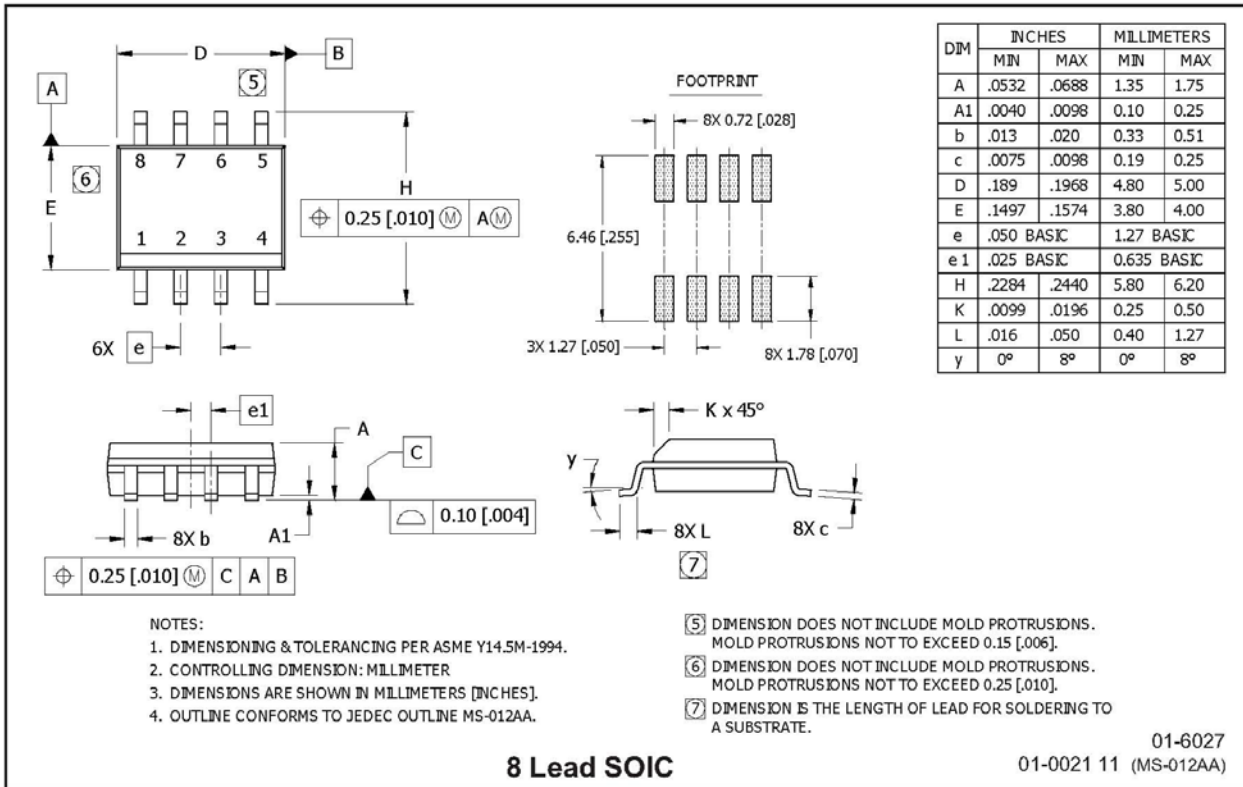 D
B
5
A
8 7 6 5
6
E
H
0.25 [.010] M A M
1 2 3 4
6X e
FOOTPRINT
8X 0.72 [.028]
6.46 [.255]
3X 1.27 [.050]
8X 1.78 [.070]
DIM INCHES MILLIMETERS
MIN MAX MIN MAX
A .0532 .0688 1.35 1.75
A1 .0040 .0098 0.10 0.25
b .013 .020 0.33 0.51
c .0075 .0098 0.19 0.25
D .189 .1968 4.80 5.00
E .1497 .1574 3.80 4.00
e .050 BASIC 1.27 BASIC
e 1 .025 BASIC 0.635 BASIC
H .2284 .2440 5.80 6.20
K .0099 .0196 0.25 0.50
L .016 .050 0.40 1.27
y 0° 8° 0° 8°
e1
A
C
0.10 [.004]
8X b
A1
0.25 [.010] M C A B
K x 45°
y
8X L
8X c
7
NOTES:
1. DIMENSIONING & TOLERANCING PER ASME Y14.5M-1994.
2. CONTROLLING DIMENSION: MILLIMETER
3. DIMENSIONS ARE SHOWN IN MILLIMETERS [INCHES].
4. OUTLINE CONFORMS TO JEDEC OUTLINE MS-012AA.
5 DIMENSION DOES NOT INCLUDE MOLD PROTRUSIONS.
MOLD PROTRUSIONS NOT TO EXCEED 0.15 [.006].
6 DIMENSION DOES NOT INCLUDE MOLD PROTRUSIONS.
MOLD PROTRUSIONS NOT TO EXCEED 0.25 [.010].
7 DIMENSION IS THE LENGTH OF LEAD FOR SOLDERING TO
A SUBSTRATE.
8 Lead SOIC
01-6027
01-0021 11 (MS-012AA)